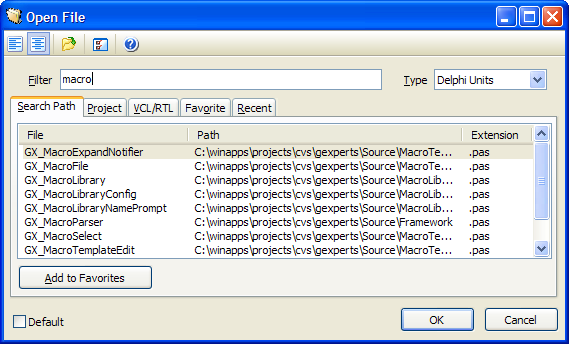 Open File
Filter macro Type Delphi Units
Search Path Project VCL/RTL Favorite Recent
File Path Extension
GX_MacroExpandNotifier C:\winapps\projects\cvs\gexperts\Source\MacroTe... .pas
GX_MacroFile C:\winapps\projects\cvs\gexperts\Source\MacroTe... .pas
GX_MacroLibrary C:\winapps\projects\cvs\gexperts\Source\MacroLib... .pas
GX_MacroLibraryConfig C:\winapps\projects\cvs\gexperts\Source\MacroLib... .pas
GX_MacroLibraryNamePrompt C:\winapps\projects\cvs\gexperts\Source\MacroLib... .pas
GX_MacroParser C:\winapps\projects\cvs\gexperts\Source\Framework .pas
GX_MacroSelect C:\winapps\projects\cvs\gexperts\Source\MacroTe... .pas
GX_MacroTemplateEdit C:\winapps\projects\cvs\gexperts\Source\MacroTe... .pas
Add to Favorites
Default OK Cancel